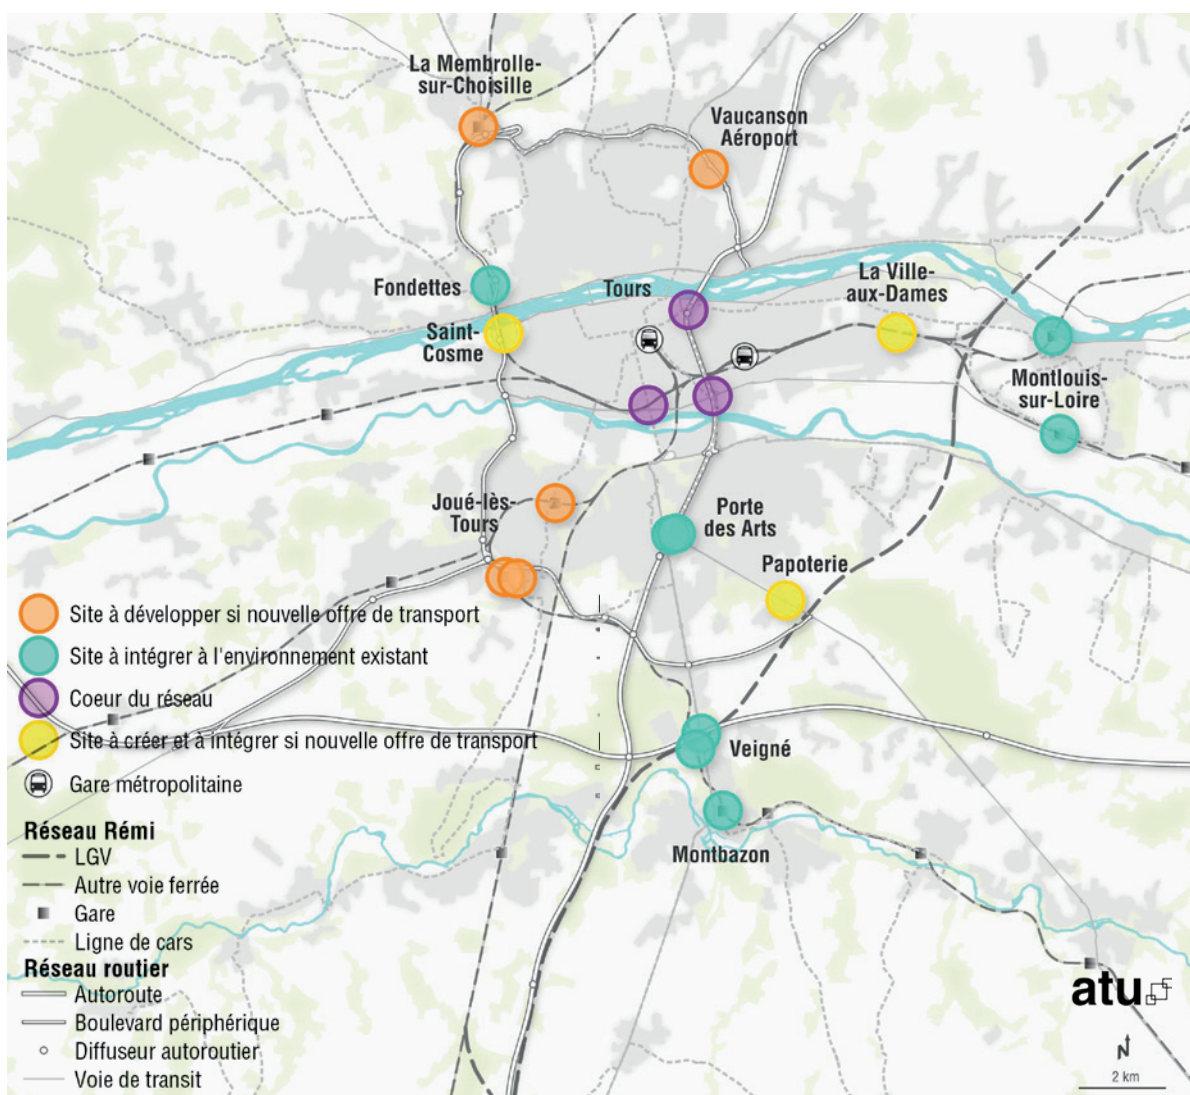 La Membrolle-
sur-Choisille
Vaucanson
Aéroport
Fondettes
Tours
La Ville-
aux-Dames
Saint-
Cosme
Montlouis-
sur-Loire
Joué-lès-
Tours
Porte
des Arts
Papoterie
Site à développer si nouvelle offre de transport
Site à intégrer à l'environnement existant
Coeur du réseau
Site à créer et à intégrer si nouvelle offre de transport
Veigné
Gare métropolitaine
Réseau Rémi
Montbazon
LGV
Autre voie ferrée
Gare
Ligne de cars
Réseau routier
Autoroute
Boulevard périphérique
Diffuseur autoroutier
Voie de transit
atu
N
2 km